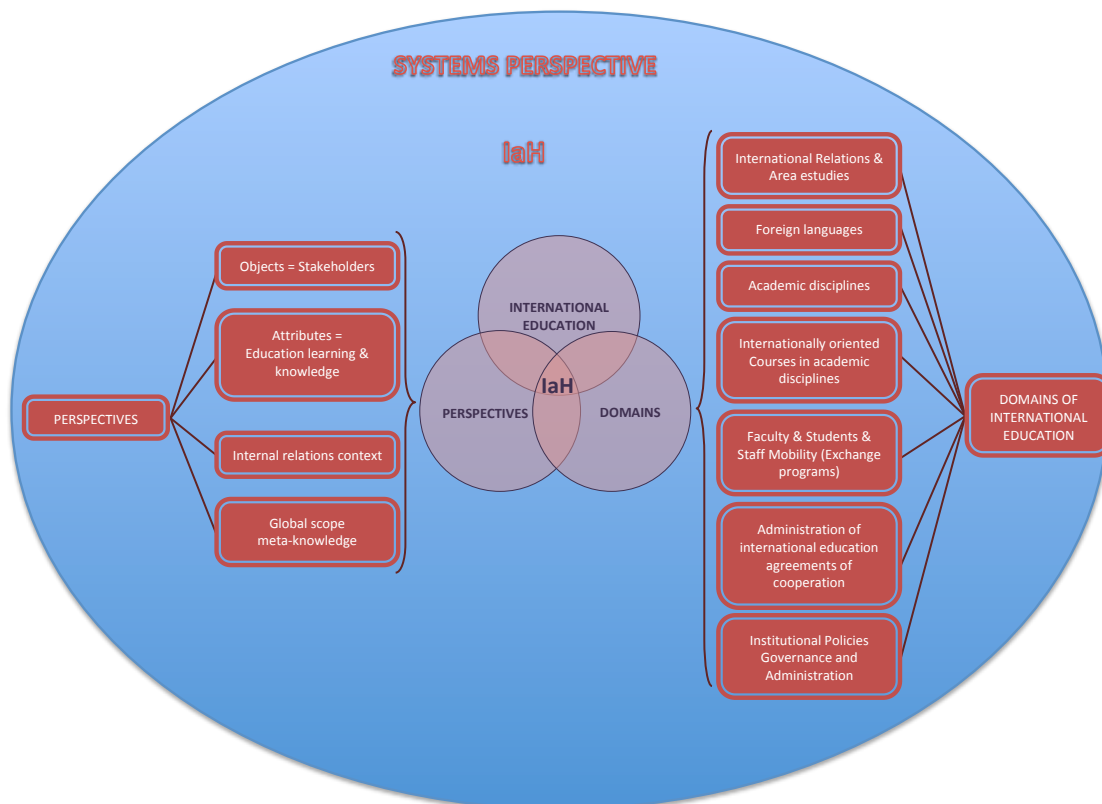 SYSTEMS PERSPECTIVE
IaH
PERSPECTIVES
Objects = Stakeholders
Attributes =
Education learning &
knowledge
Internal relations context
Global scope
meta-knowledge
INTERNATIONAL
EDUCATION
IaH
PERSPECTIVES
DOMAINS
International Relations &
Area estudies
Foreign languages
Academic disciplines
Internationally oriented
Courses in academic
disciplines
Faculty & Students &
Staff Mobility (Exchange
programs)
Administration of
international education
agreements of
cooperation
Institutional Policies
Governance and
Administration
DOMAINS OF
INTERNATIONAL
EDUCATION